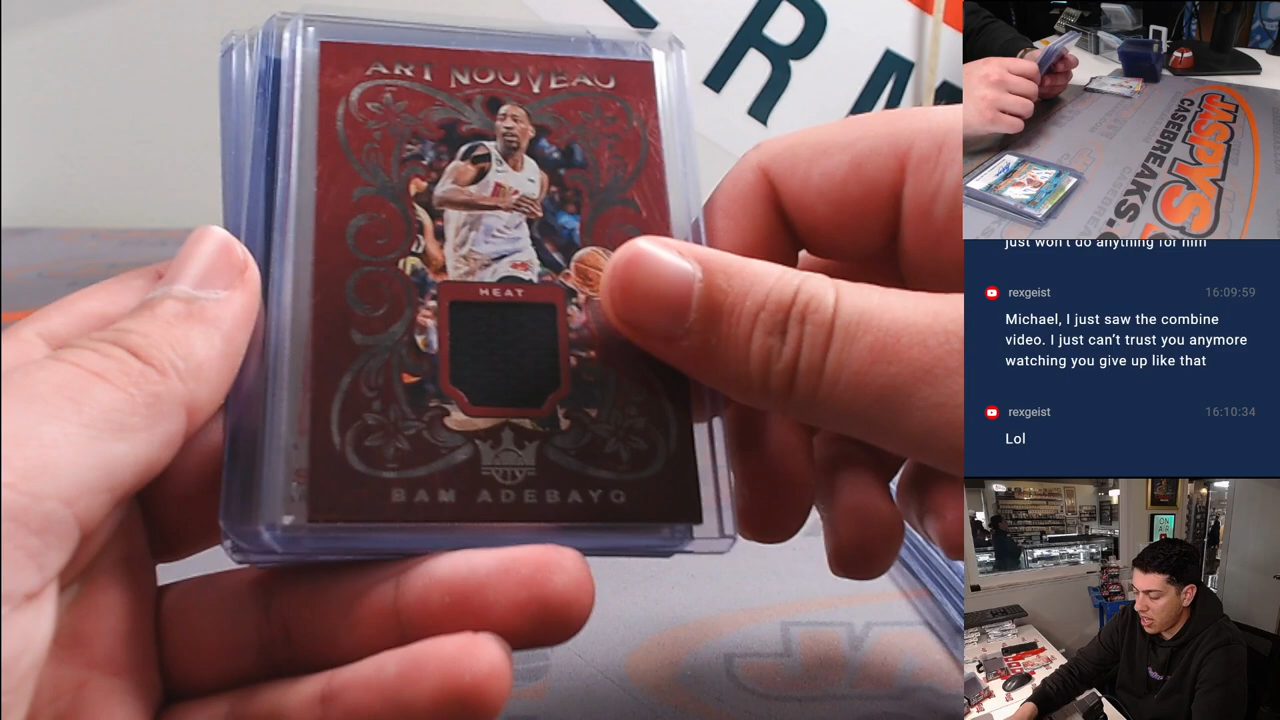 ART NOUVEAU
HEAT
BAM ADEBAYO
R
JASPYS
CASEBREAKS.
just won't do anything for him
rexgeist 16:09:59
Michael, I just saw the combine
video. I just can't trust you anymore
watching you give up like that
rexgeist 16:10:34
Lol
ON
AIR